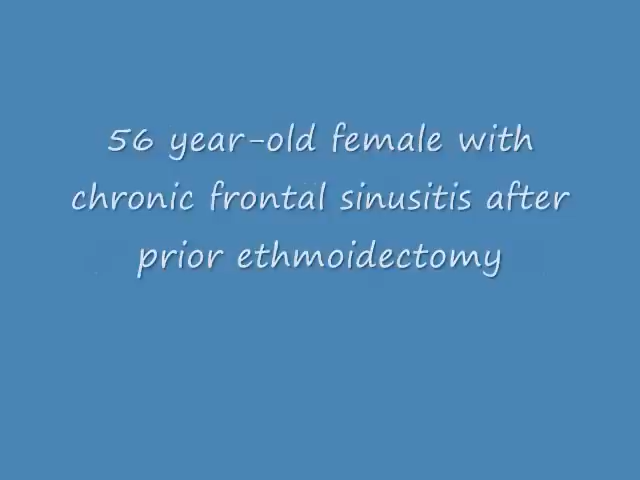 56 year-old female with
chronic frontal sinusitis after
prior ethmoidectomy